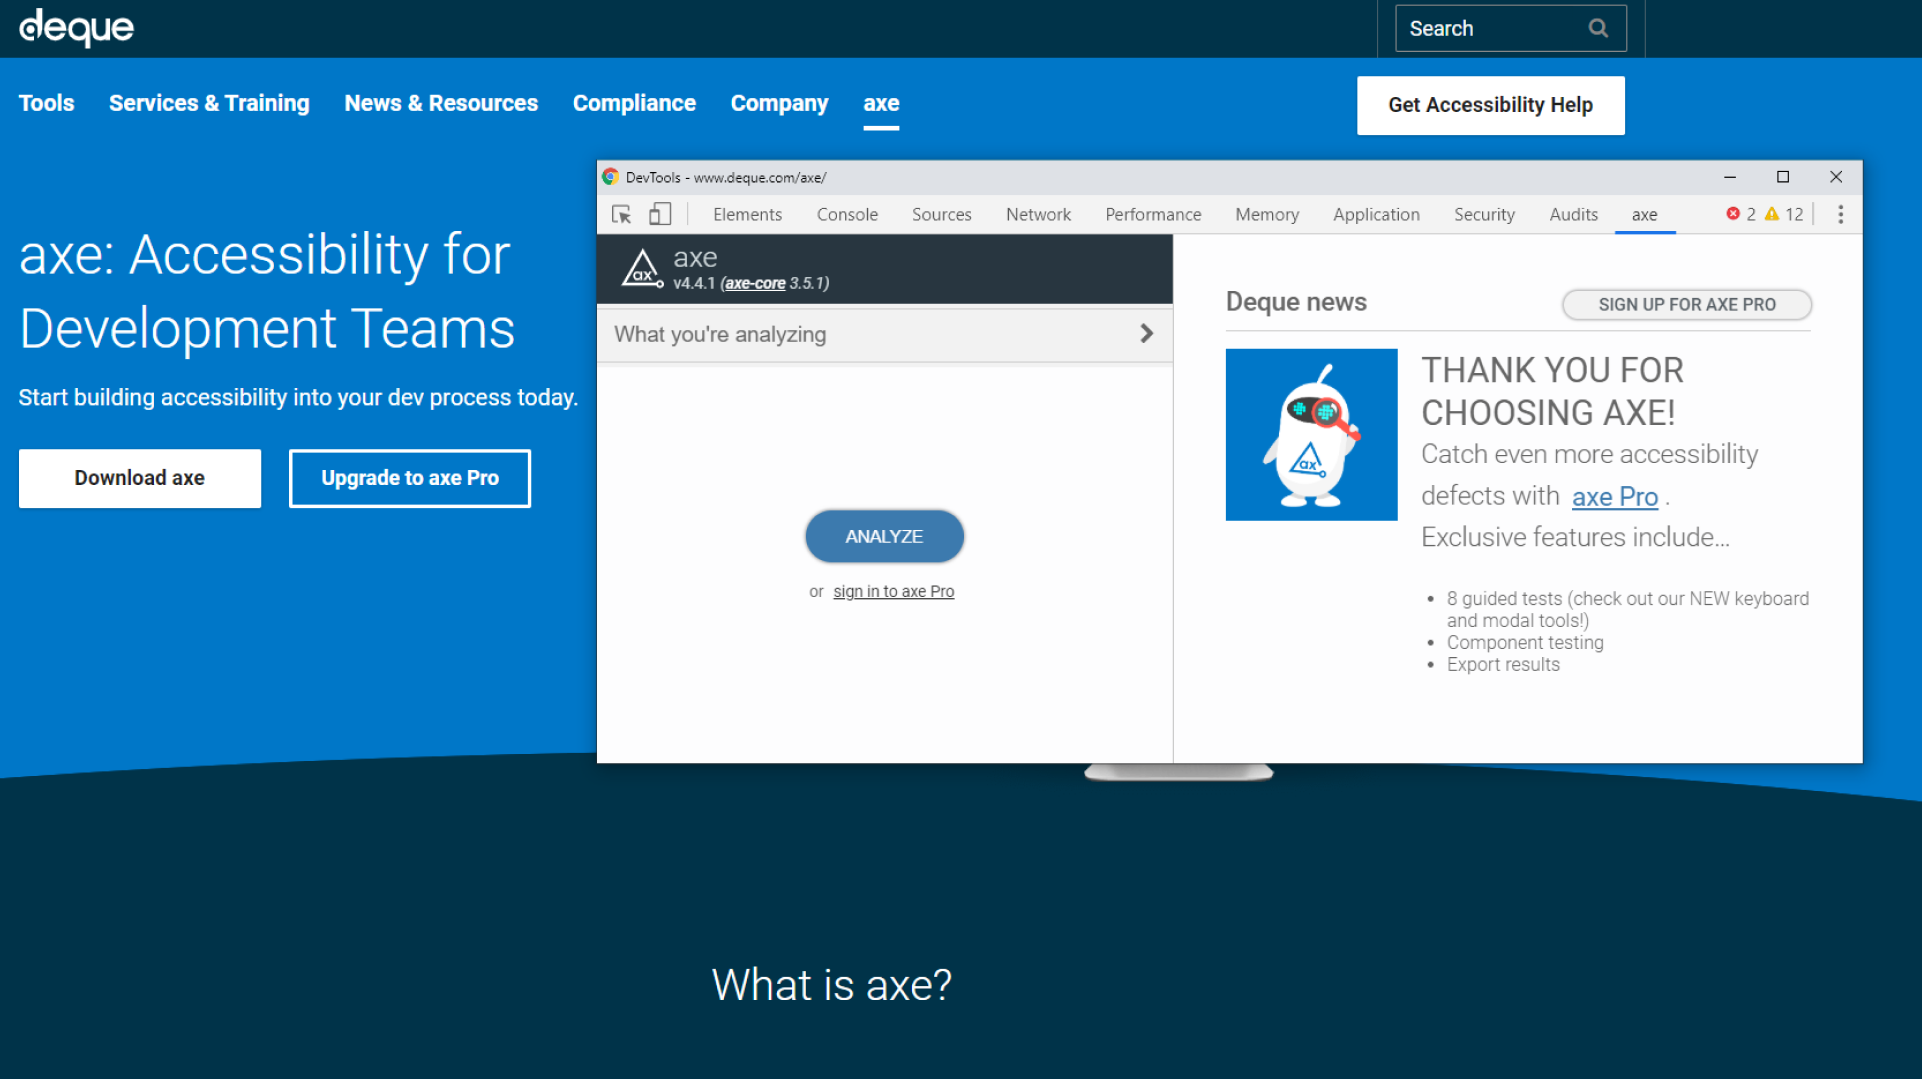 deque
Search
Tools Services & Training News & Resources Compliance Company axe
Get Accessibility Help
axe: Accessibility for
Development Teams
Start building accessibility into your dev process today.
Download axe
Upgrade to axe Pro
DevTools - www.deque.com/axe/
Elements Console Sources Network Performance Memory Application Security Audits axe 2 12
ax
axe
v4.4.1 (axe-core 3.5.1)
What you're analyzing
ANALYZE
or sign in to axe Pro
Deque news
SIGN UP FOR AXE PRO
ax
THANK YOU FOR
CHOOSING AXE!
Catch even more accessibility
defects with axe Pro .
Exclusive features include...
• 8 guided tests (check out our NEW keyboard
and modal tools!)
• Component testing
• Export results
What is axe?